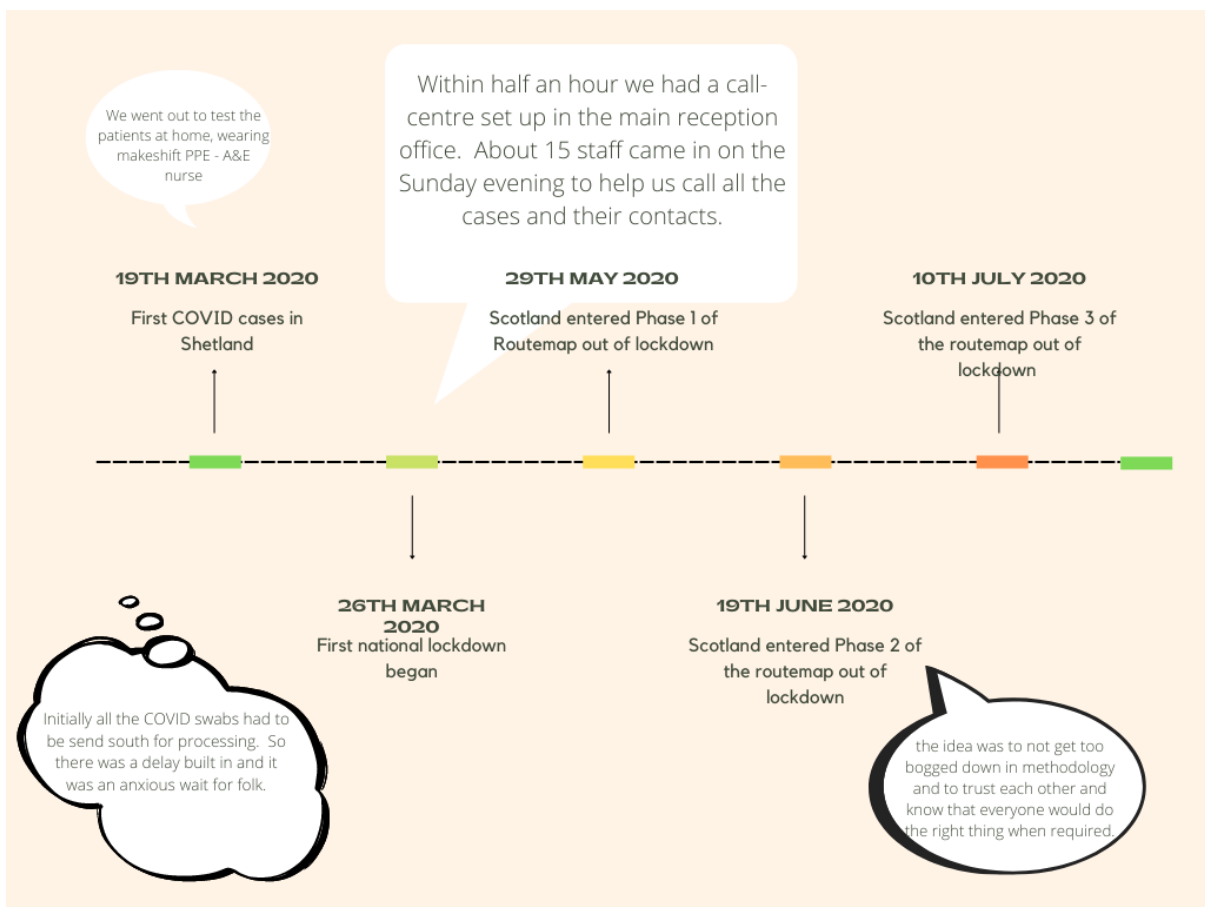 We went out to test the
patients at home, wearing
makeshift PPE - A&E
nurse
Within half an hour we had a call-
centre set up in the main reception
office.  About 15 staff came in on the
Sunday evening to help us call all the
cases and their contacts.
19TH MARCH 2020
First COVID cases in
Shetland
29TH MAY 2020
Scotland entered Phase 1 of
Routemap out of lockdown
10TH JULY 2020
Scotland entered Phase 3 of
the routemap out of
lockdown
26TH MARCH
2020
First national lockdown
began
19TH JUNE 2020
Scotland entered Phase 2 of
the routemap out of
lockdown
Initially all the COVID swabs had to
be send south for processing.  So
there was a delay built in and it
was an anxious wait for folk.
the idea was to not get too
bogged down in methodology
and to trust each other and
know that everyone would do
the right thing when required.